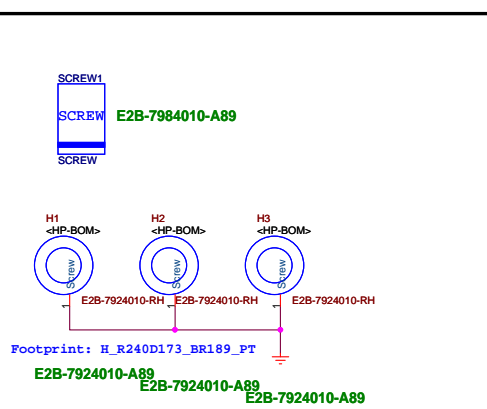 SCREW1
SCREW
E2B-7984010-A89
SCREW
H1
<HP-BOM>
H2
<HP-BOM>
H3
<HP-BOM>
Screw
Screw
Screw
E2B-7924010-RH
E2B-7924010-RH
E2B-7924010-RH
1
1
1
Footprint: H_R240D173_BR189_PT
E2B-7924010-A89
E2B-7924010-A89
E2B-7924010-A89